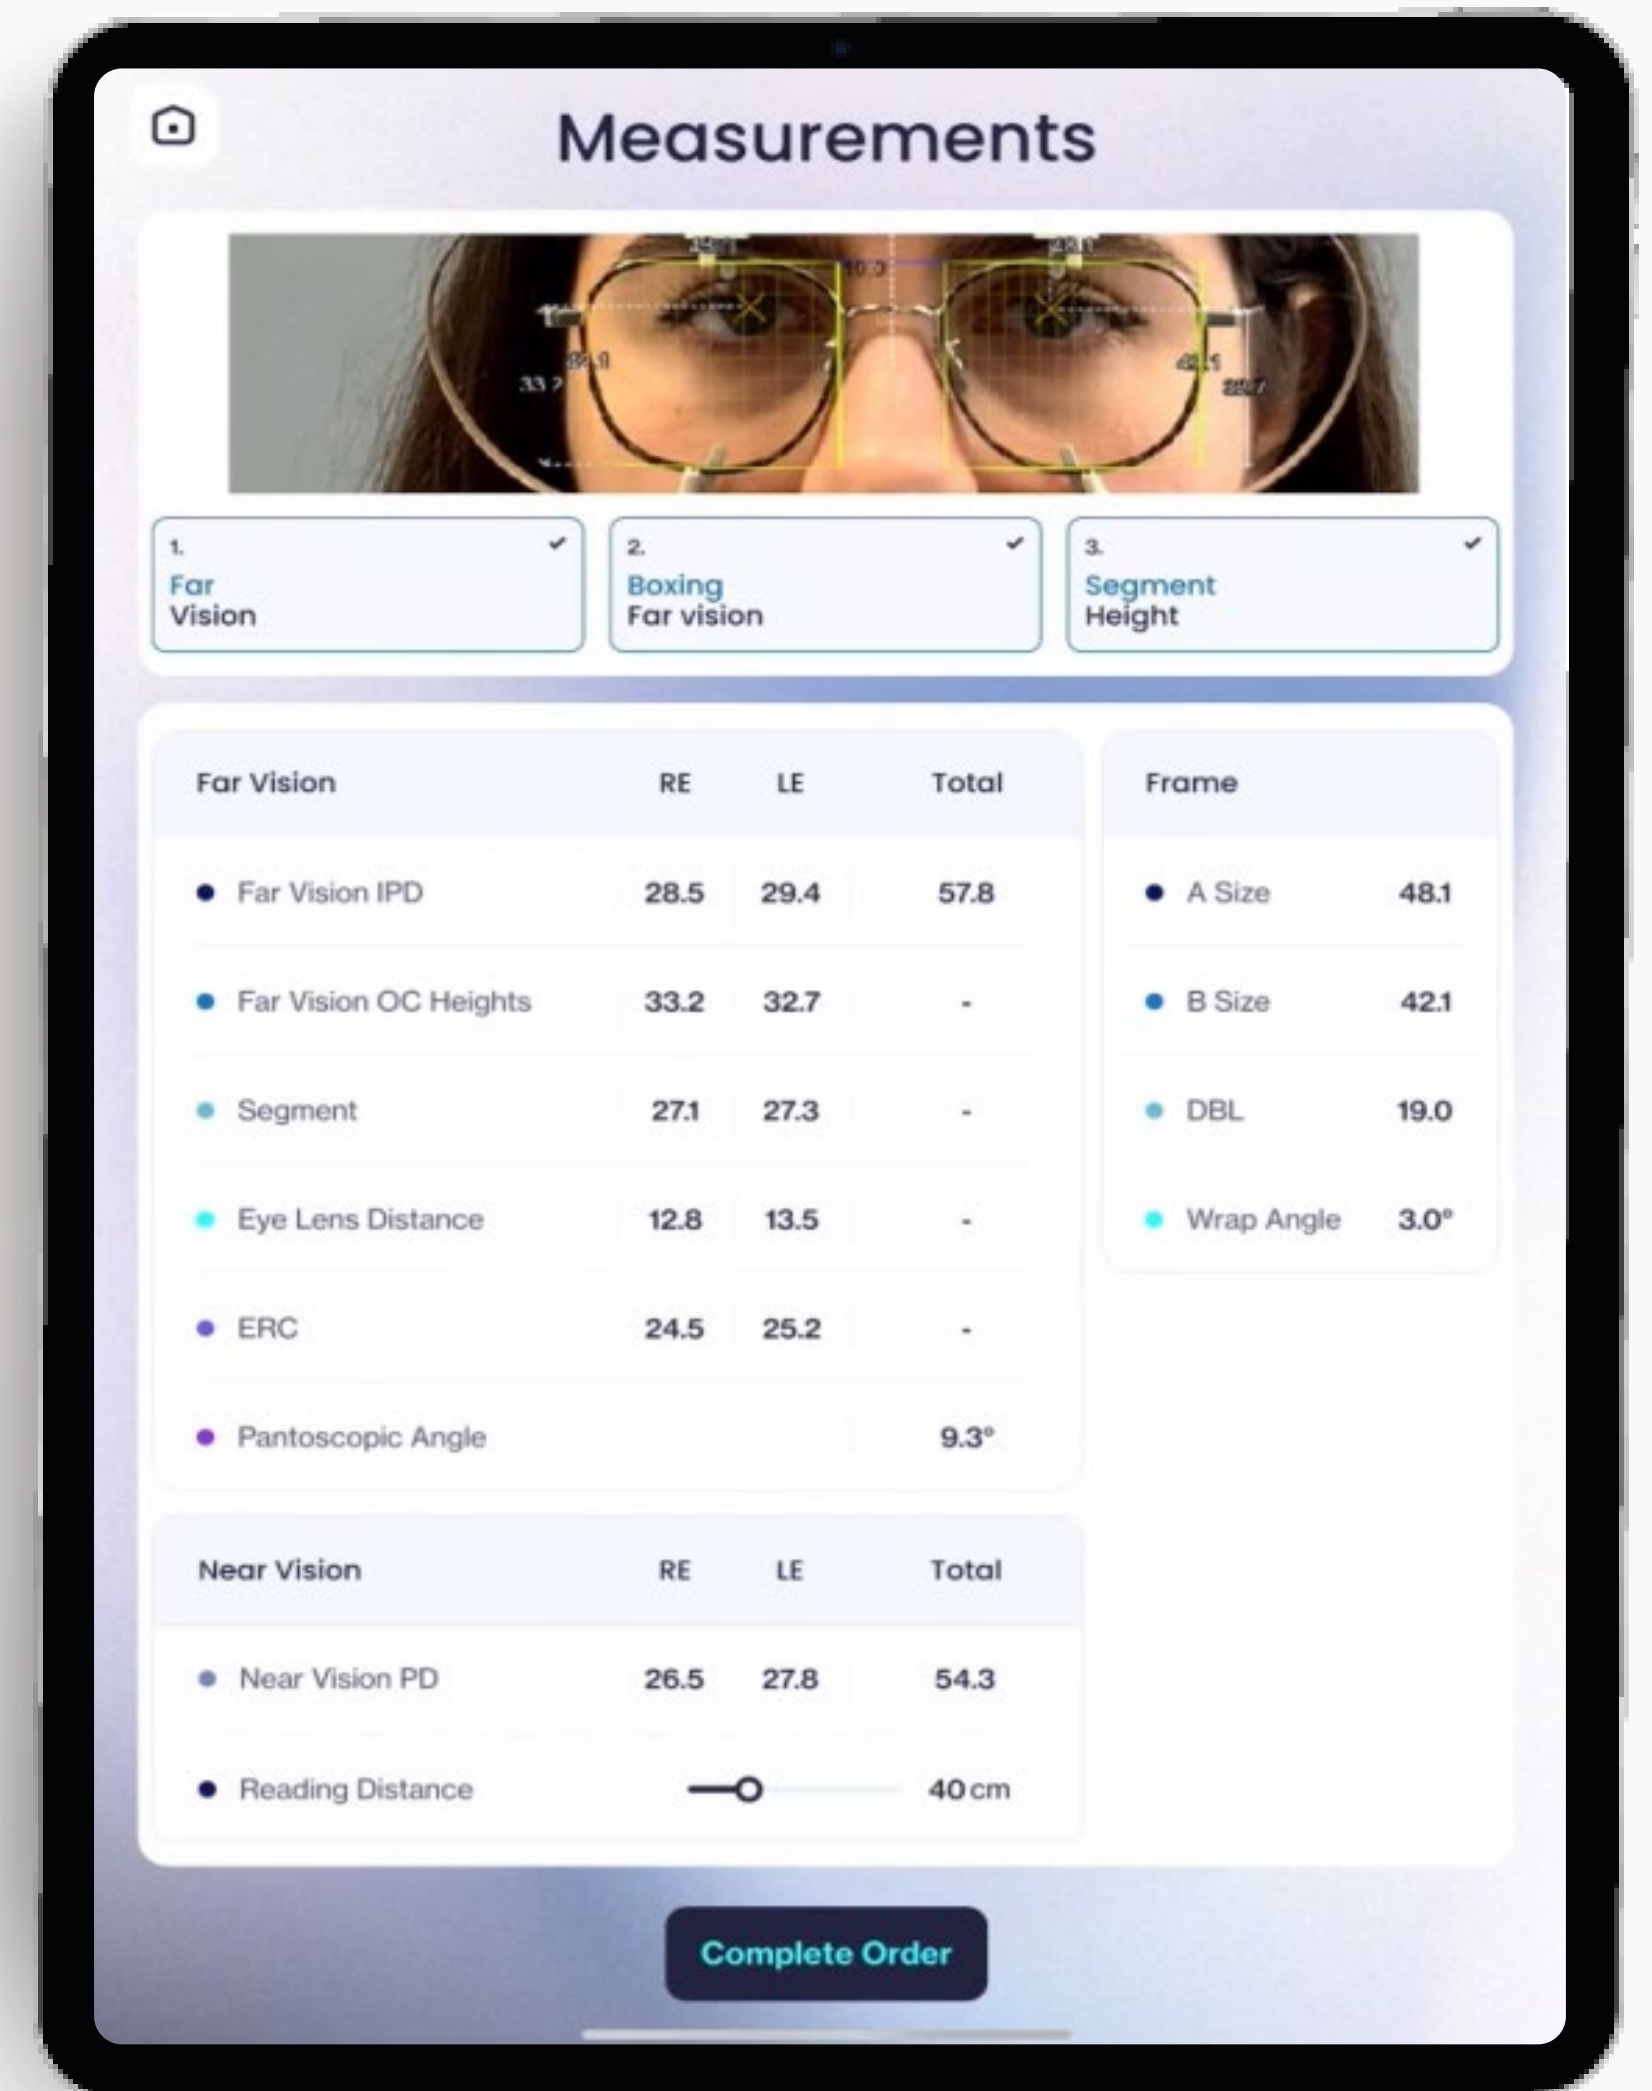 Measurements
33.2
1.
Far
Vision
2.
Boxing
Far vision
3.
Segment
Height
Far Vision RE LE Total
Far Vision IPD 28.5 29.4 57.8
Far Vision OC Heights 33.2 32.7 -
Segment 27.1 27.3 -
Eye Lens Distance 12.8 13.5 -
ERC 24.5 25.2 -
Pantoscopic Angle 9.3°
Frame
A Size 48.1
B Size 42.1
DBL 19.0
Wrap Angle 3.0°
Near Vision RE LE Total
Near Vision PD 26.5 27.8 54.3
Reading Distance 40 cm
Complete Order